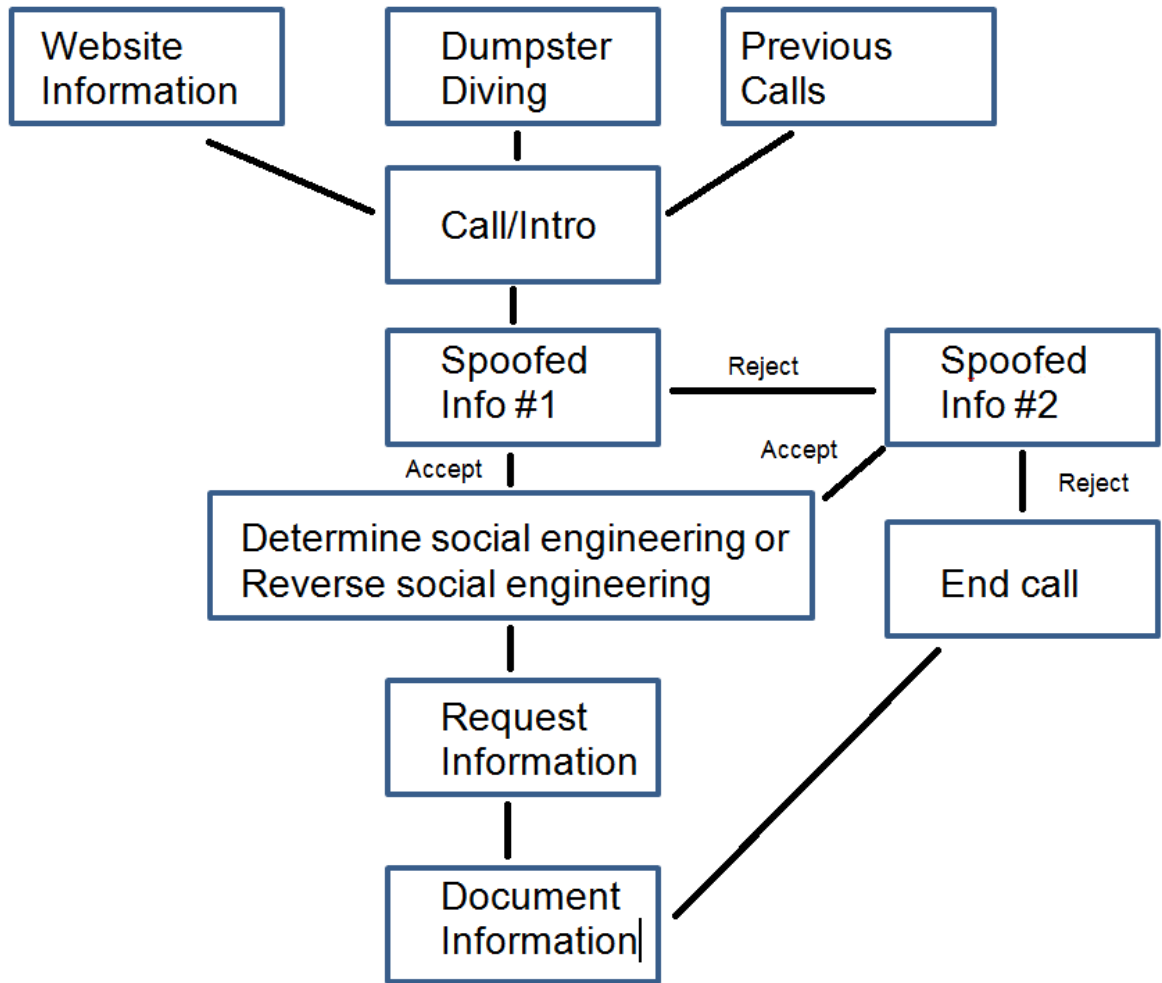 Website
Information
Dumpster
Diving
Previous
Calls
Call/Intro
Spoofed
Info #1
Reject
Spoofed
Info #2
Accept
Accept
Reject
Determine social engineering or
Reverse social engineering
End call
Request
Information
Document
Information